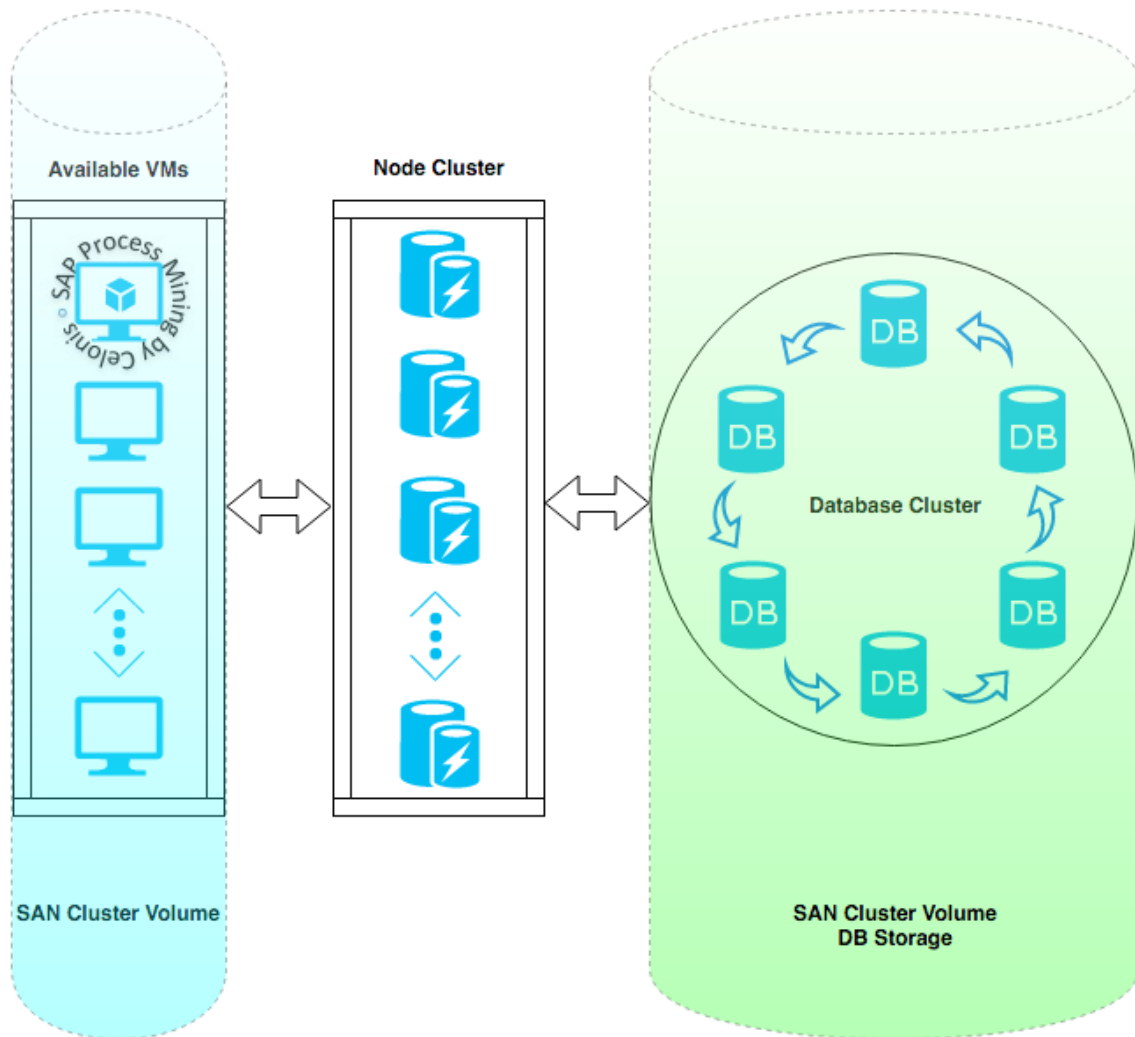 Available VMs
Node Cluster
SAP Process Mining by Celonis
DB
DB
DB
Database Cluster
DB
DB
DB
SAN Cluster Volume
SAN Cluster Volume
DB Storage